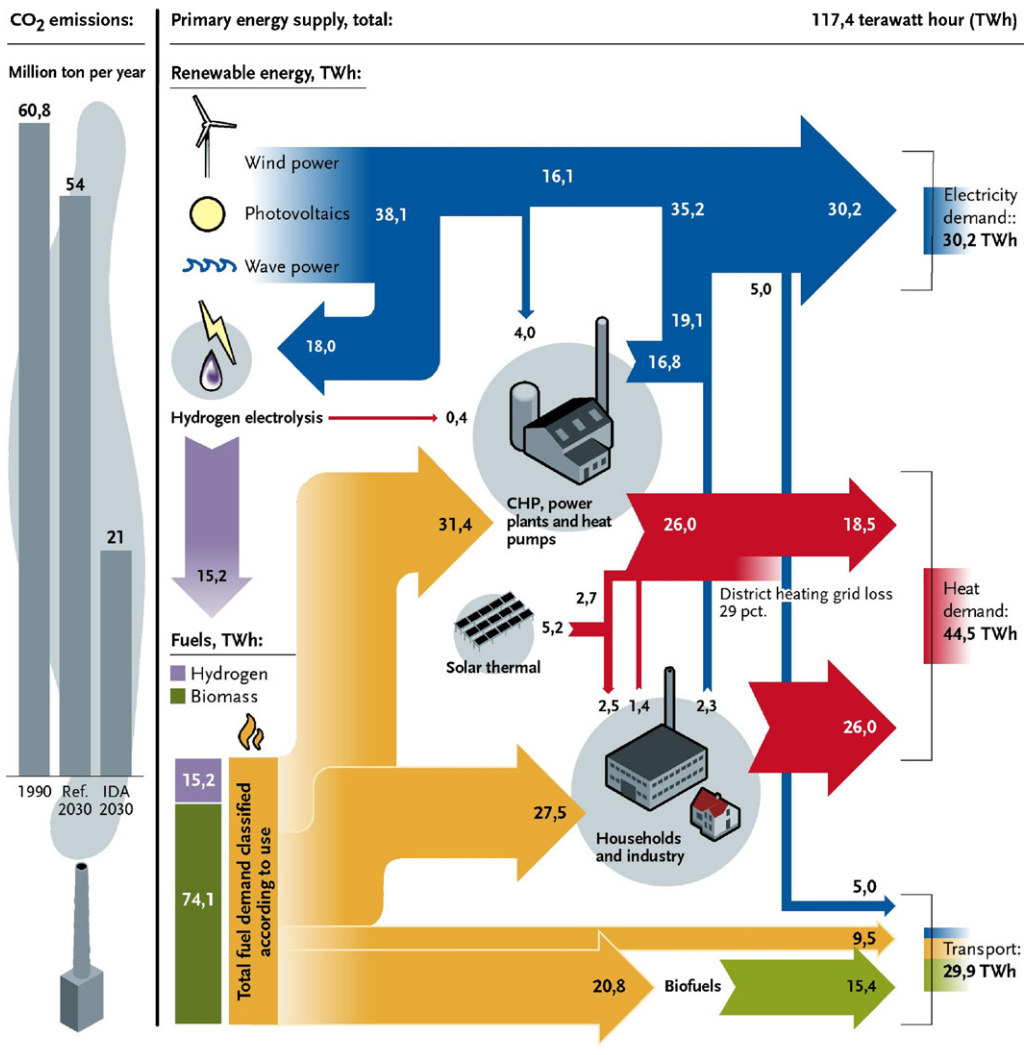 CO2 emissions:
Primary energy supply, total:
117,4 terawatt hour (TWh)
Million ton per year
60,8
54
21
1990
Ref.
2030
IDA
2030
Renewable energy, TWh:
Wind power
Photovoltaics
Wave power
38,1
16,1
35,2
30,2
Electricity
demand::
30,2 TWh
18,0
4,0
19,1
16,8
5,0
Hydrogen electrolysis
0,4
31,4
CHP, power
plants and heat
pumps
26,0
18,5
15,2
2,7
5,2
Solar thermal
District heating grid loss
29 pct.
Heat
demand:
44,5 TWh
Fuels, TWh:
Hydrogen
Biomass
2,5
1,4
2,3
26,0
15,2
74,1
Total fuel demand classified
according to use
27,5
Households
and industry
5,0
9,5
20,8
Biofuels
15,4
Transport:
29,9 TWh